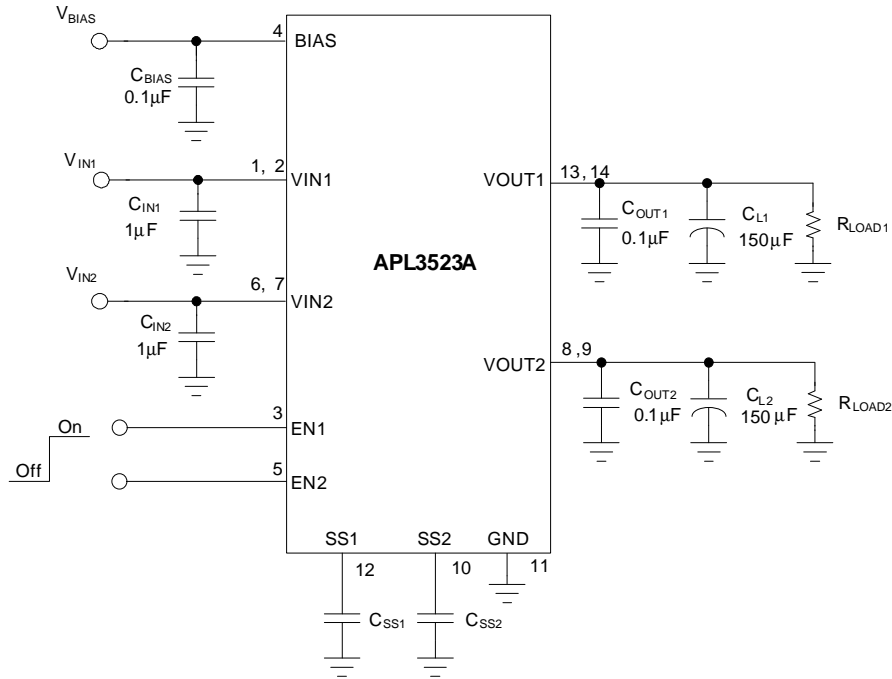 VBIAS
4
BIAS
CBIAS
0.1µF
VIN1
1, 2
VIN1
CIN1
1µF
VIN2
6, 7
VIN2
CIN2
1µF
APL3523A
VOUT1
13, 14
COUT1
0.1µF
CL1
150µF
RLOAD1
VOUT2
8 ,9
COUT2
0.1µF
CL2
150µF
RLOAD2
On
Off
3
EN1
5
EN2
SS1
SS2
GND
12
10
11
CSS1
CSS2